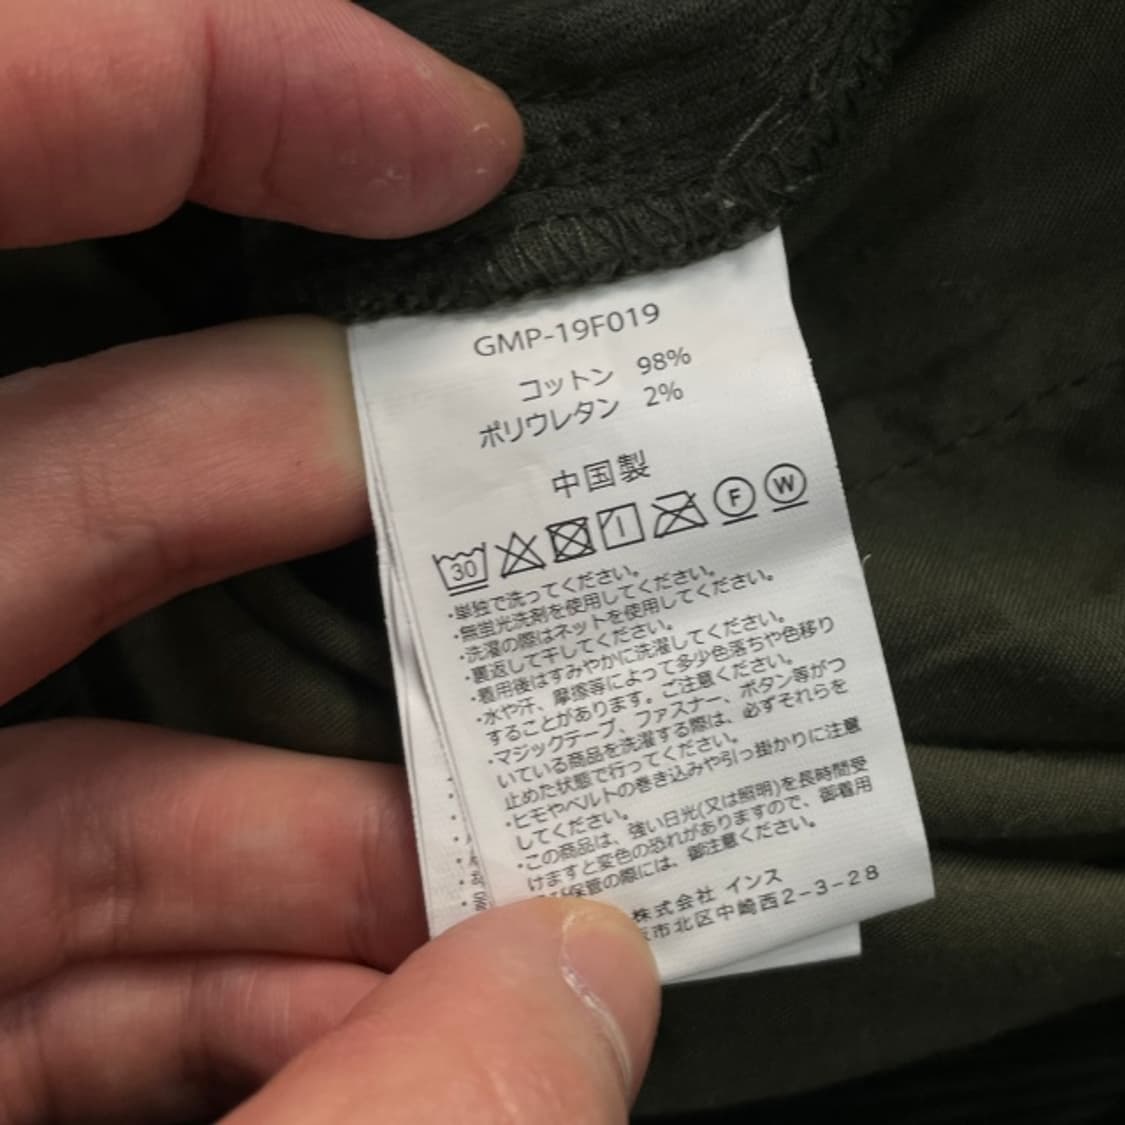 GMP-19F019
コットン 98%
ポリウレタン 2%
中国製
30 F W
・単独で洗ってください。
・無蛍光洗剤を使用してください。
・洗濯の際はネットを使用してください。
・裏返して干してください。
・着用後はすみやかに洗濯してください。
・水や汗、摩擦等によって多少色落ちや色移り
することがあります。ご注意ください。
・マジックテープ、ファスナー、ボタン等がつ
いている商品を洗濯する際は、必ずそれらを
止めた状態で行ってください。
・ヒモやベルトの巻き込みや引っ掛かりに注意
してください。
・この商品は、強い日光(又は照明)を長時間受
けますと変色の恐れがありますので、御着用
保管の際には、御注意ください。
株式会社 インス
市北区中崎西2-3-28